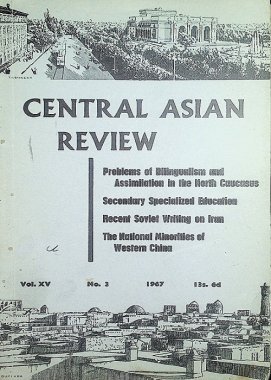 CENTRAL ASIAN
REVIEW
Problems of Bilingualism and
Assimilation in the North Caucasus
Secondary Specialized Education
Recent Soviet Writing on Iran
The National Minorities of
Western China
Vol. XV No. 3 1967 13s. 6d